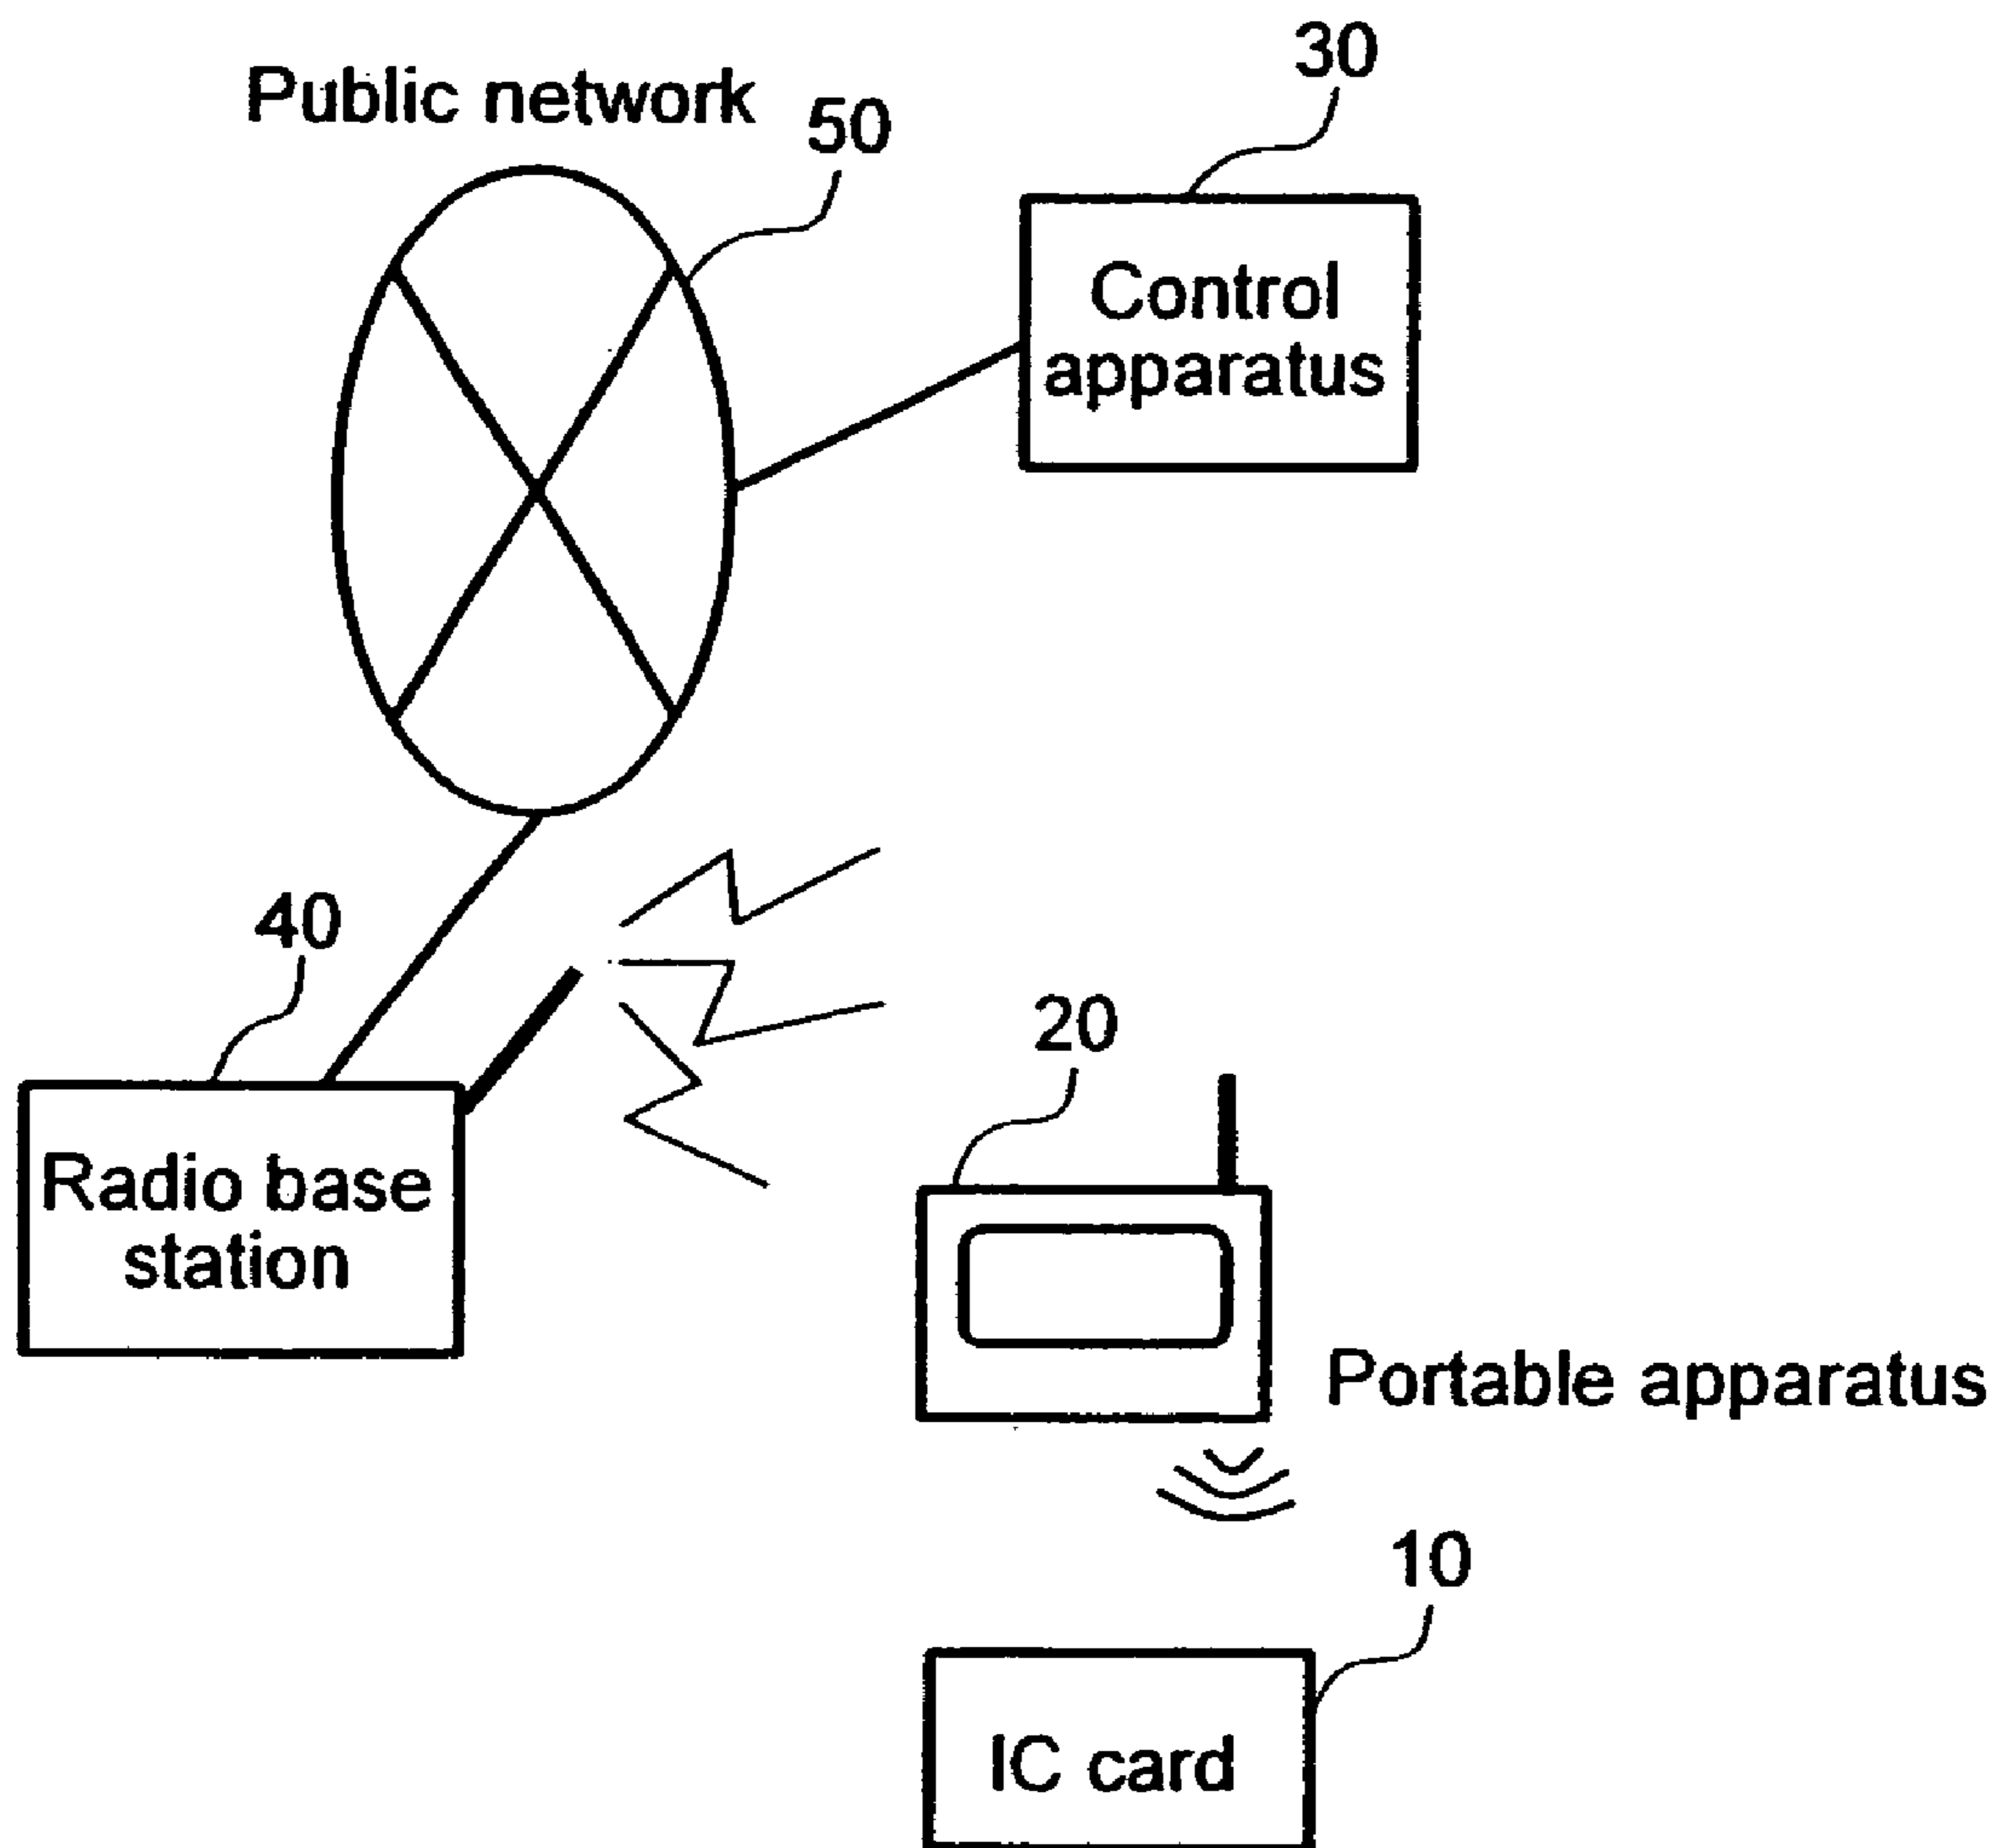 30
Public network
50
Control
apparatus
40
20
Radio base
station
Portable apparatus
10
IC card